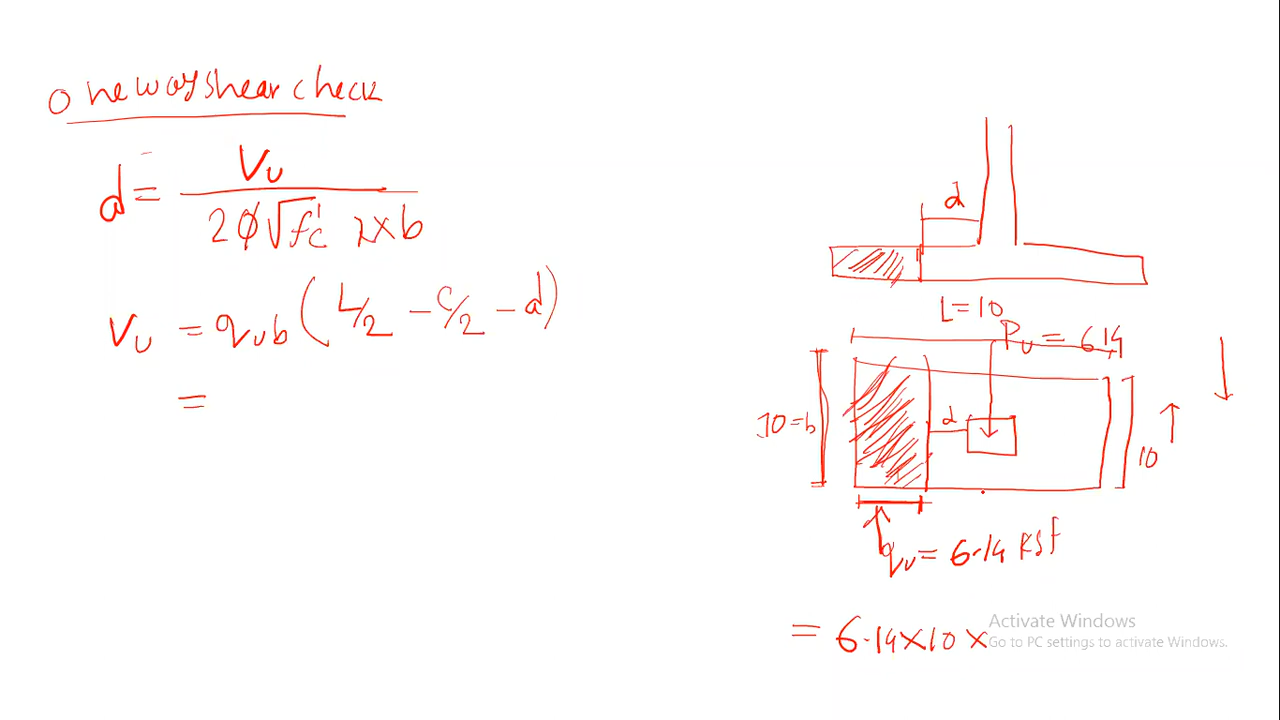 one way shear check
d = Vu / 2φ√fc' λ×b
Vu = qub ( L/2 - c/2 - d )
=
d
L=10
Pu = 614
10=b
d
10
qu = 6.14 ksf
= 6.14×10×
Activate Windows
Go to PC settings to activate Windows.